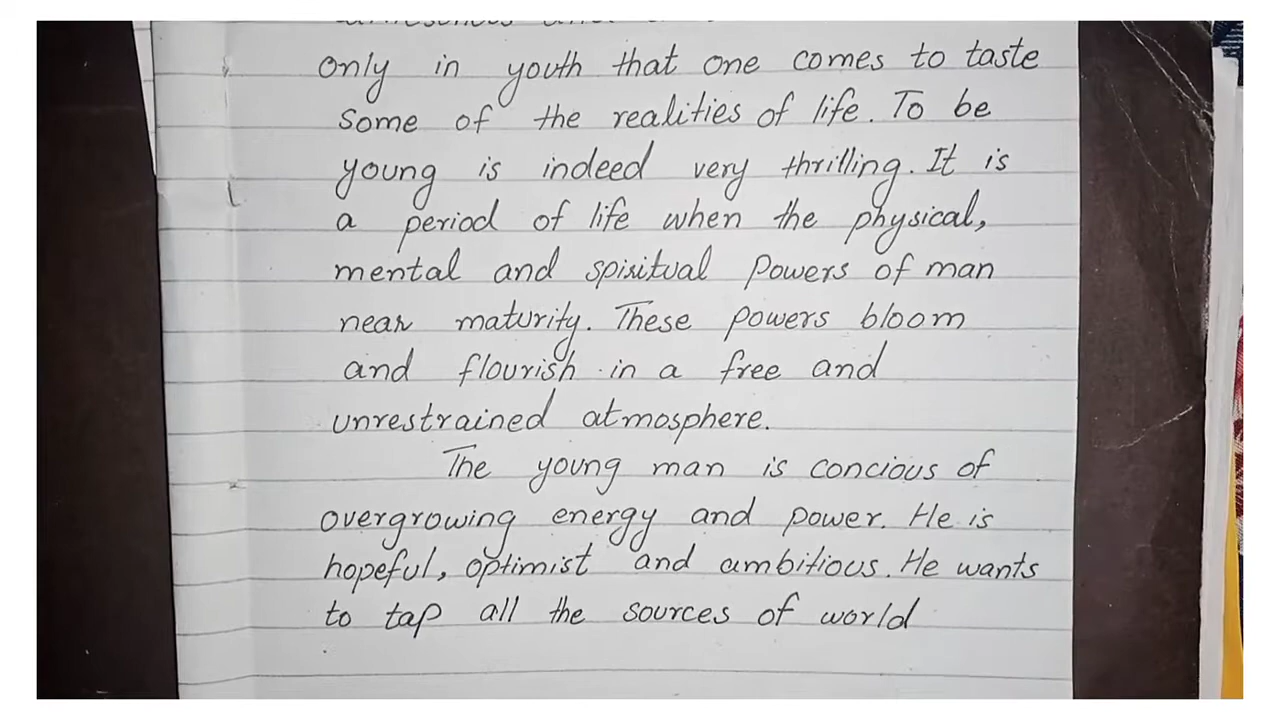 only in youth that one comes to taste
some of the realities of life. To be
young is indeed very thrilling. It is
a period of life when the physical,
mental and spiritual powers of man
near maturity. These powers bloom
and flourish in a free and
unrestrained atmosphere.
The young man is concious of
overgrowing energy and power. He is
hopeful, optimist and ambitious. He wants
to tap all the sources of world